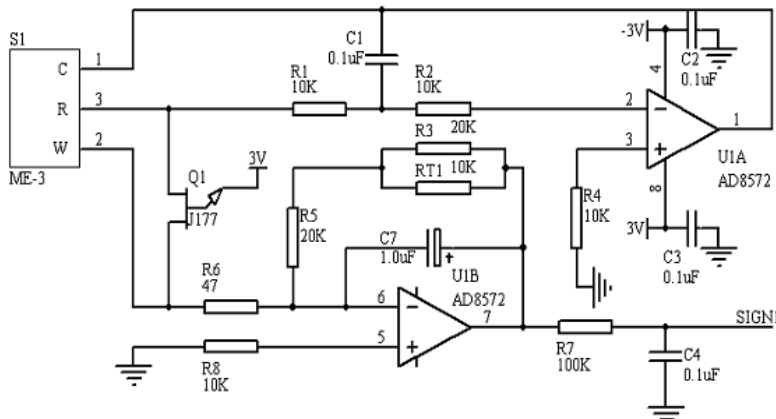 S1
C
R
W
ME-3
1
3
2
C1
0.1uF
R1
10K
R2
10K
-3V
C2
0.1uF
4
2
3
1
U1A
AD8572
8
3V
C3
0.1uF
R4
10K
Q1
J177
3V
R3
20K
10K
RT1
R5
20K
C7
1.0uF
U1B
AD8572
R6
47
6
5
7
R8
10K
R7
100K
C4
0.1uF